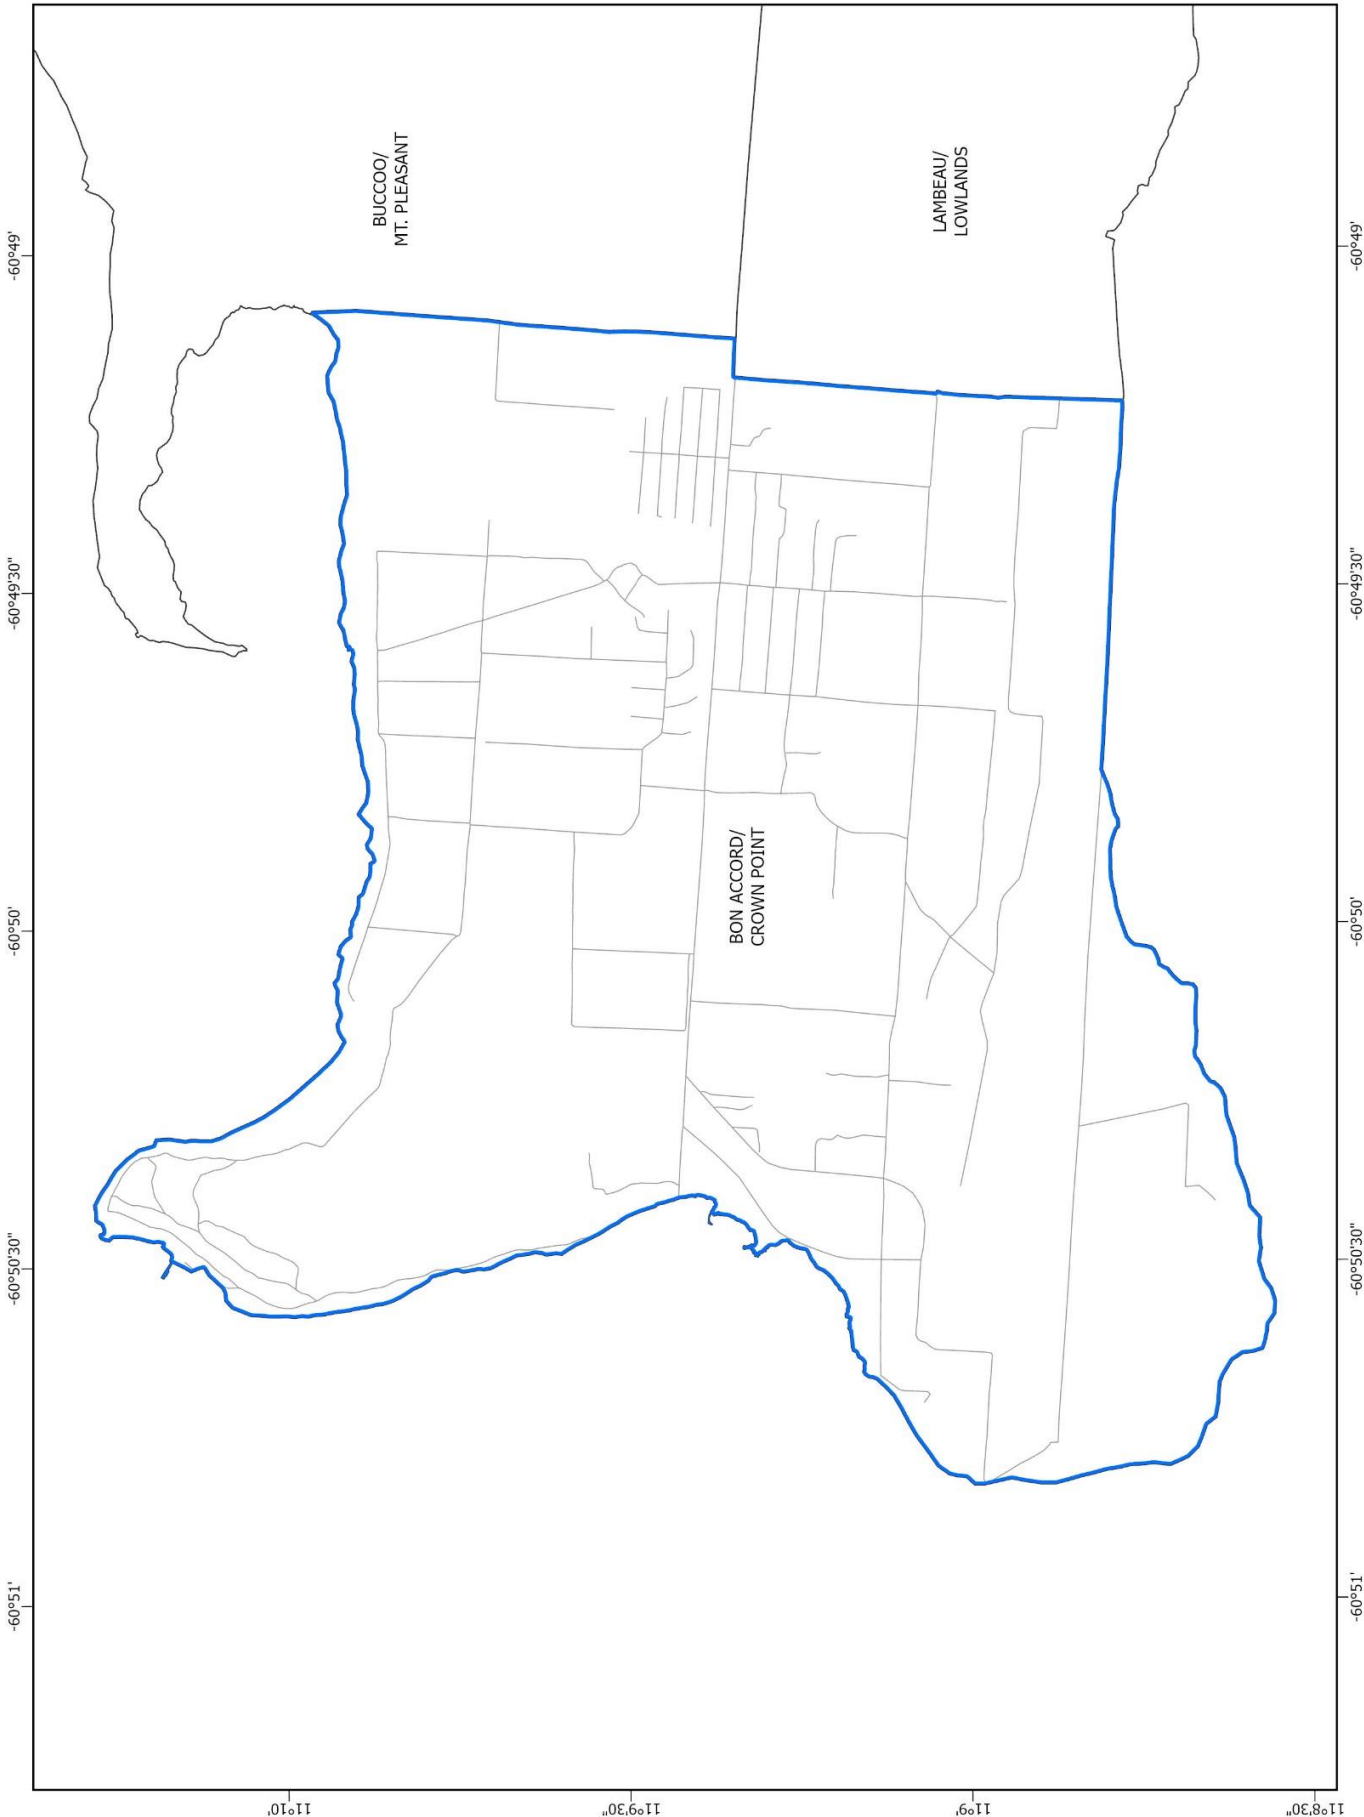 -60°49'
-60°49'30"
-60°50'
-60°50'30"
-60°51'
BUCCOO/
MT. PLEASANT
LAMBEAU/
LOWLANDS
BON ACCORD/
CROWN POINT
-60°49'
-60°49'30"
-60°50'
-60°50'30"
-60°51'
11°10'
11°9'30"
11°9'
11°8'30"